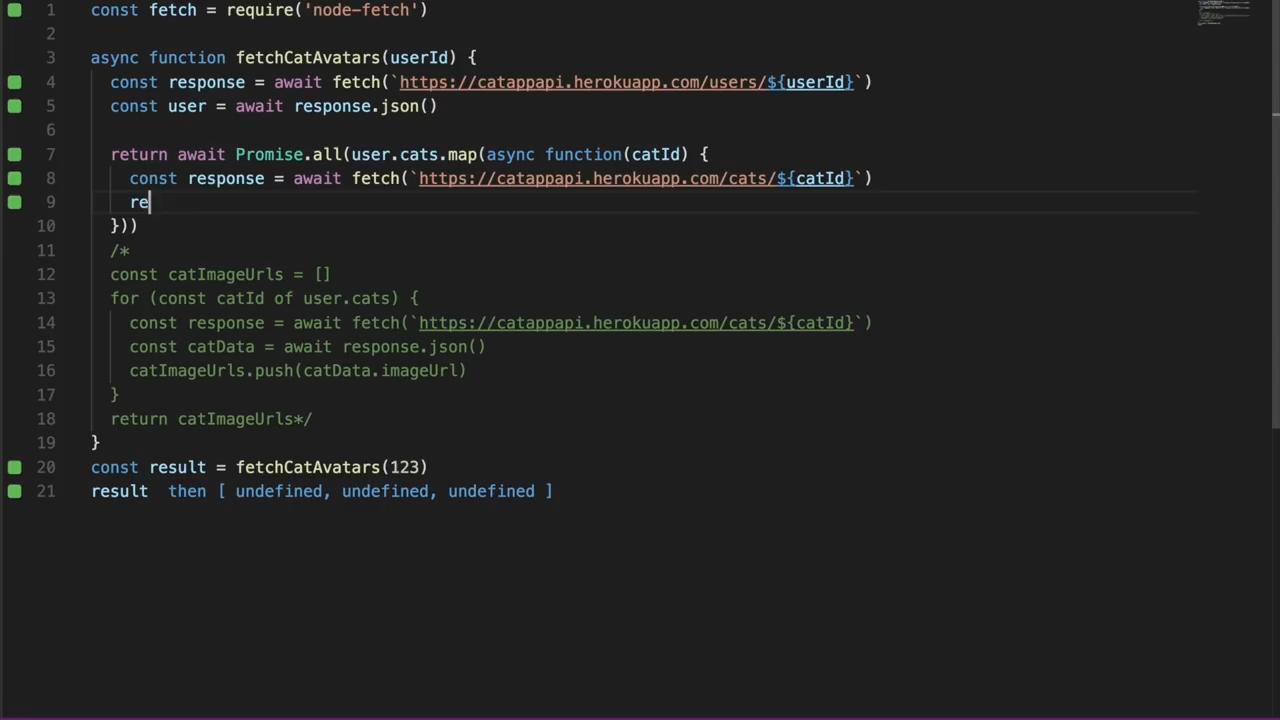 1 const fetch = require('node-fetch')
2
3 async function fetchCatAvatars(userId) {
4 const response = await fetch(`https://catappapi.herokuapp.com/users/${userId}`)
5 const user = await response.json()
6
7 return await Promise.all(user.cats.map(async function(catId) {
8 const response = await fetch(`https://catappapi.herokuapp.com/cats/${catId}`)
9 re
10 }))
11 /*
12 const catImageUrls = []
13 for (const catId of user.cats) {
14 const response = await fetch(`https://catappapi.herokuapp.com/cats/${catId}`)
15 const catData = await response.json()
16 catImageUrls.push(catData.imageUrl)
17 }
18 return catImageUrls*/
19 }
20 const result = fetchCatAvatars(123)
21 result then [ undefined, undefined, undefined ]